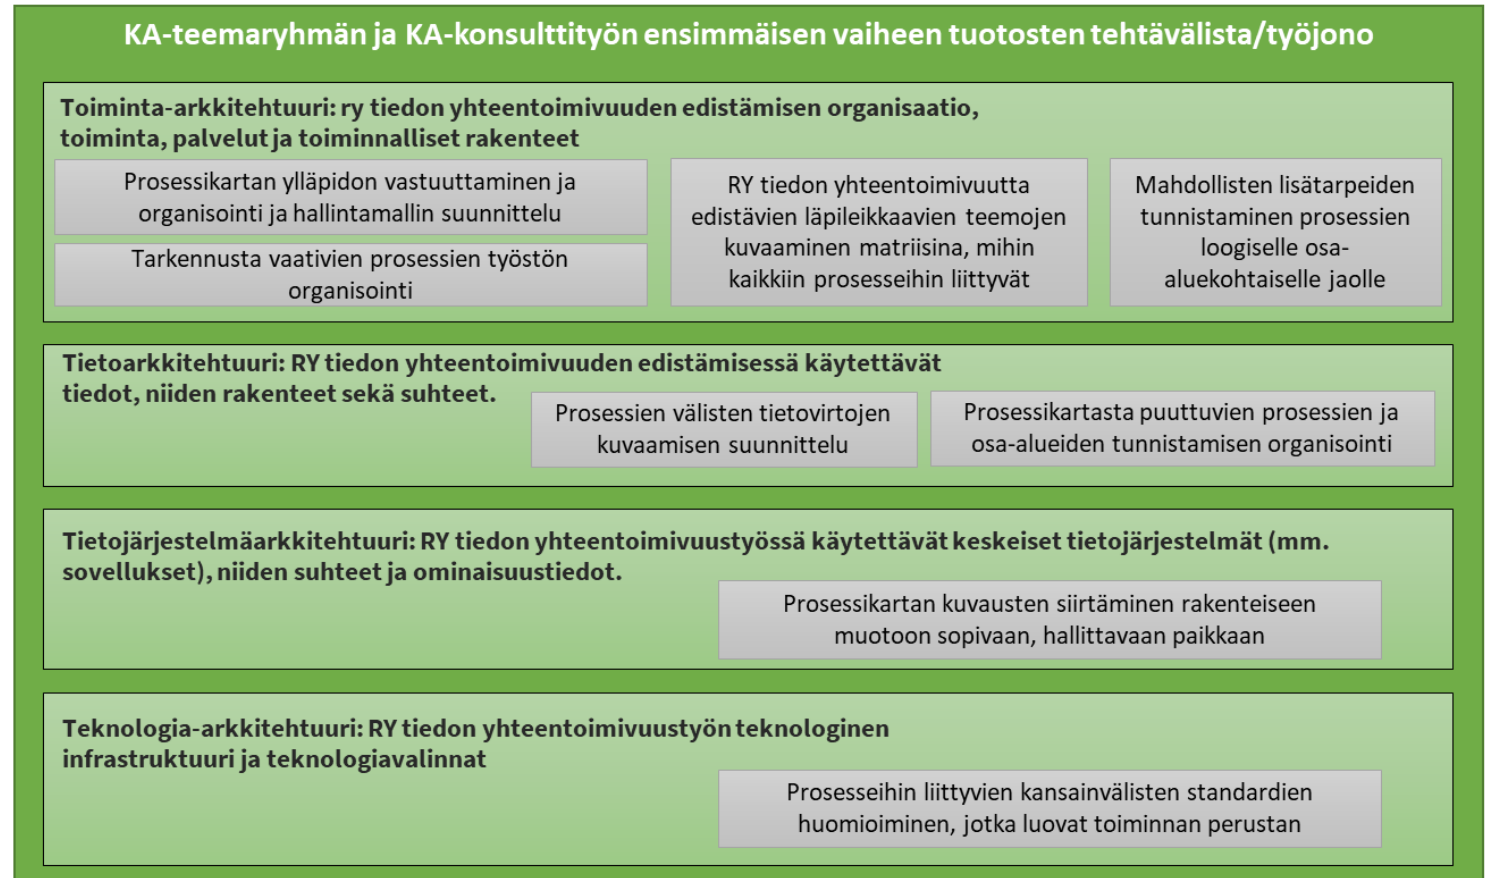 KA-teemaryhmän ja KA-konsulttityön ensimmäisen vaiheen tuotosten tehtävälista/työjono
Toiminta-arkkitehtuuri: ry tiedon yhteentoimivuuden edistämisen organisaatio,
toiminta, palvelut ja toiminnalliset rakenteet
Prosessikartan ylläpidon vastuuttaminen ja
organisointi ja hallintamallin suunnittelu
Tarkennusta vaativien prosessien työstön
organisointi
RY tiedon yhteentoimivuutta
edistävien läpileikkaavien teemojen
kuvaaminen matriisina, mihin
kaikkiin prosesseihin liittyvät
Mahdollisten lisätarpeiden
tunnistaminen prosessien
loogiselle osa-
aluekohtaiselle jaolle
Tietoarkkitehtuuri: RY tiedon yhteentoimivuuden edistämisessä käytettävät
tiedot, niiden rakenteet sekä suhteet.
Prosessien välisten tietovirtojen
kuvaamisen suunnittelu
Prosessikartasta puuttuvien prosessien ja
osa-alueiden tunnistamisen organisointi
Tietojärjestelmäarkkitehtuuri: RY tiedon yhteentoimivuustyössä käytettävät keskeiset tietojärjestelmät (mm.
sovellukset), niiden suhteet ja ominaisuustiedot.
Prosessikartan kuvausten siirtäminen rakenteiseen
muotoon sopivaan, hallittavaan paikkaan
Teknologia-arkkitehtuuri: RY tiedon yhteentoimivuustyön teknologinen
infrastruktuuri ja teknologiavalinnat
Prosesseihin liittyvien kansainvälisten standardien
huomioiminen, jotka luovat toiminnan perustan